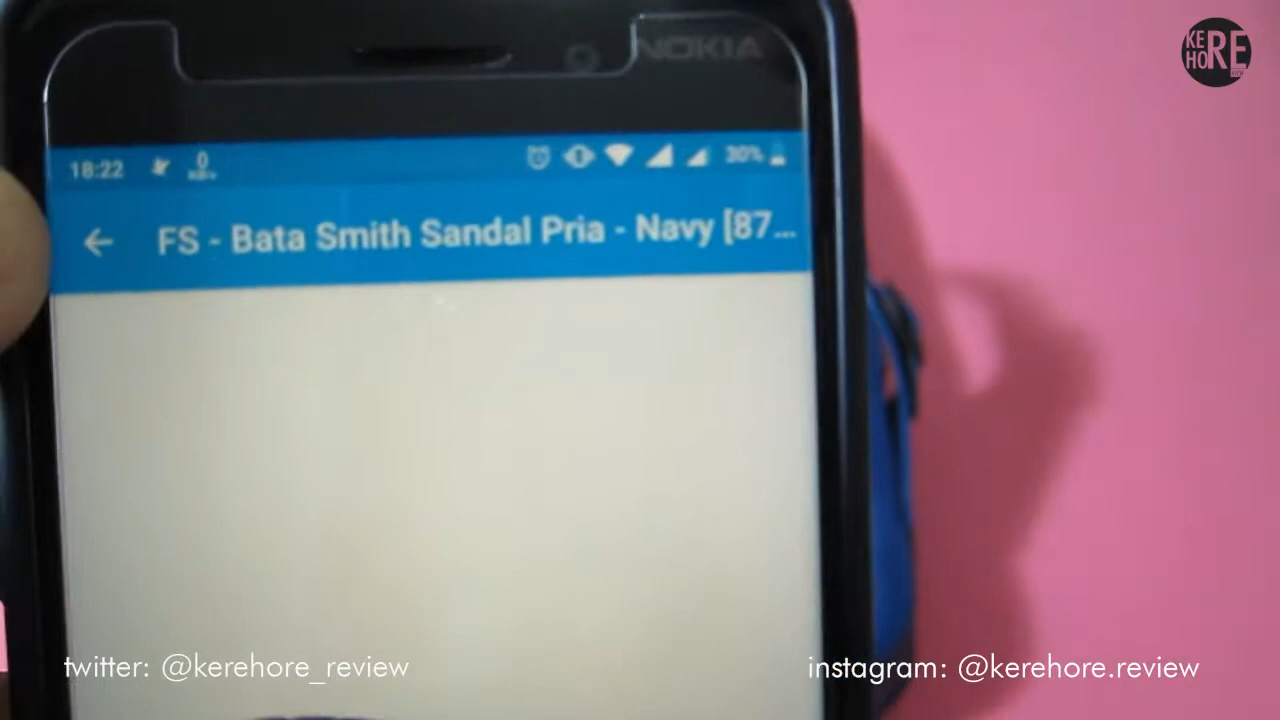 KE
HO
RE
NOKIA
18:22
0
30%
FS - Bata Smith Sandal Pria - Navy [87...
twitter: @kerehore_review
instagram: @kerehore.review